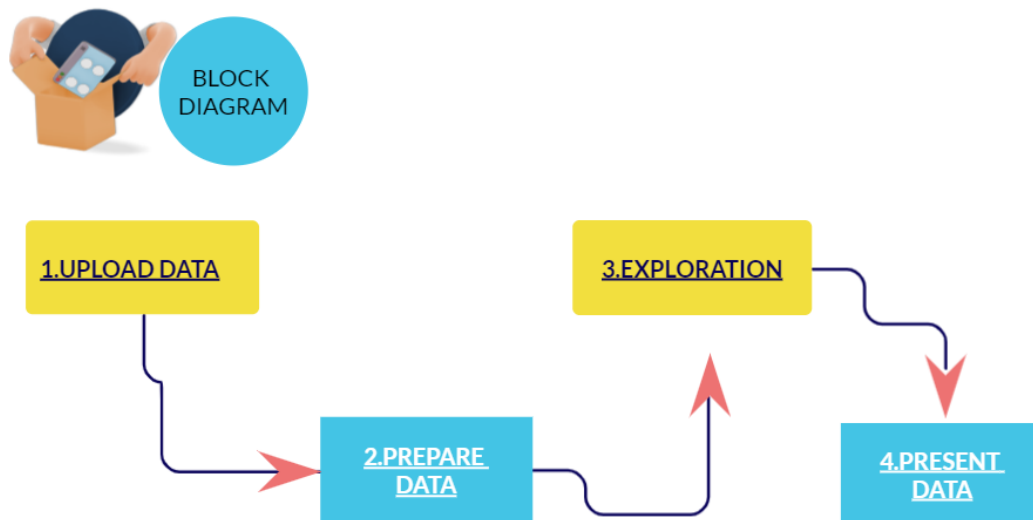 BLOCK
DIAGRAM
1.UPLOAD DATA
3.EXPLORATION
2.PREPARE
DATA
4.PRESENT
DATA